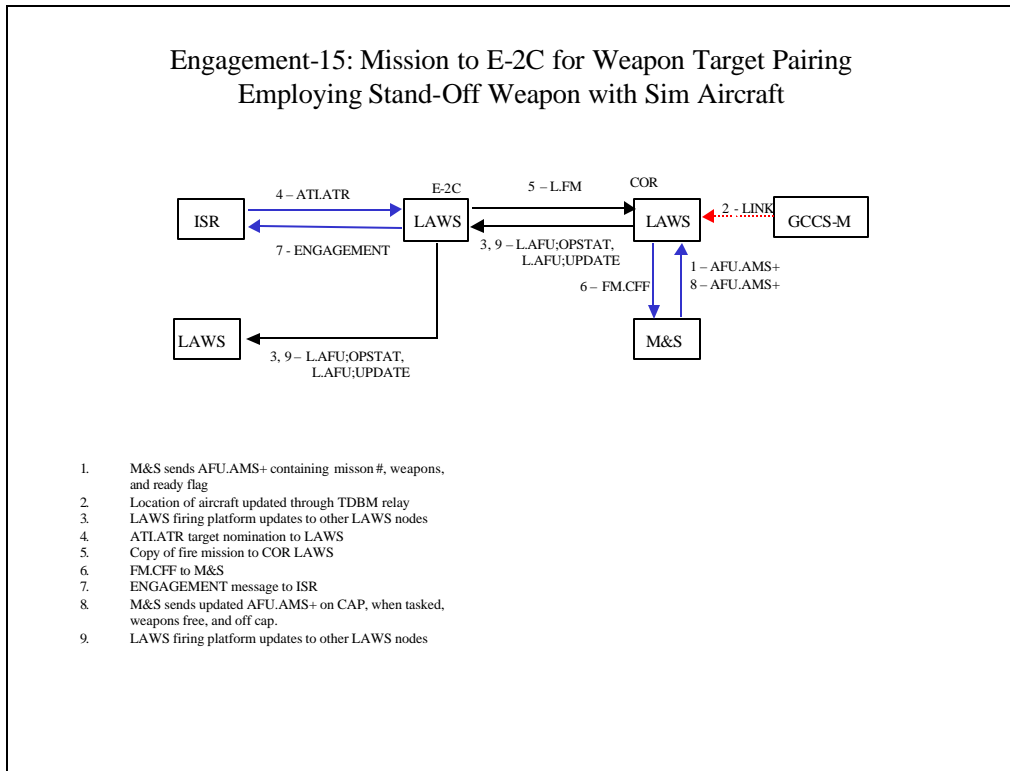 Engagement-15: Mission to E-2C for Weapon Target Pairing
Employing Stand-Off Weapon with Sim Aircraft
4 – ATI.ATR
E-2C
5 – L.FM
COR
ISR
LAWS
LAWS
2 - LINK
GCCS-M
7 - ENGAGEMENT
3, 9 – L.AFU;OPSTAT,
L.AFU;UPDATE
1 – AFU.AMS+
8 – AFU.AMS+
6 – FM.CFF
LAWS
M&S
3, 9 – L.AFU;OPSTAT,
L.AFU;UPDATE
1. M&S sends AFU.AMS+ containing misson #, weapons,
and ready flag
2. Location of aircraft updated through TDBM relay
3. LAWS firing platform updates to other LAWS nodes
4. ATI.ATR target nomination to LAWS
5. Copy of fire mission to COR LAWS
6. FM.CFF to M&S
7. ENGAGEMENT message to ISR
8. M&S sends updated AFU.AMS+ on CAP, when tasked,
weapons free, and off cap.
9. LAWS firing platform updates to other LAWS nodes